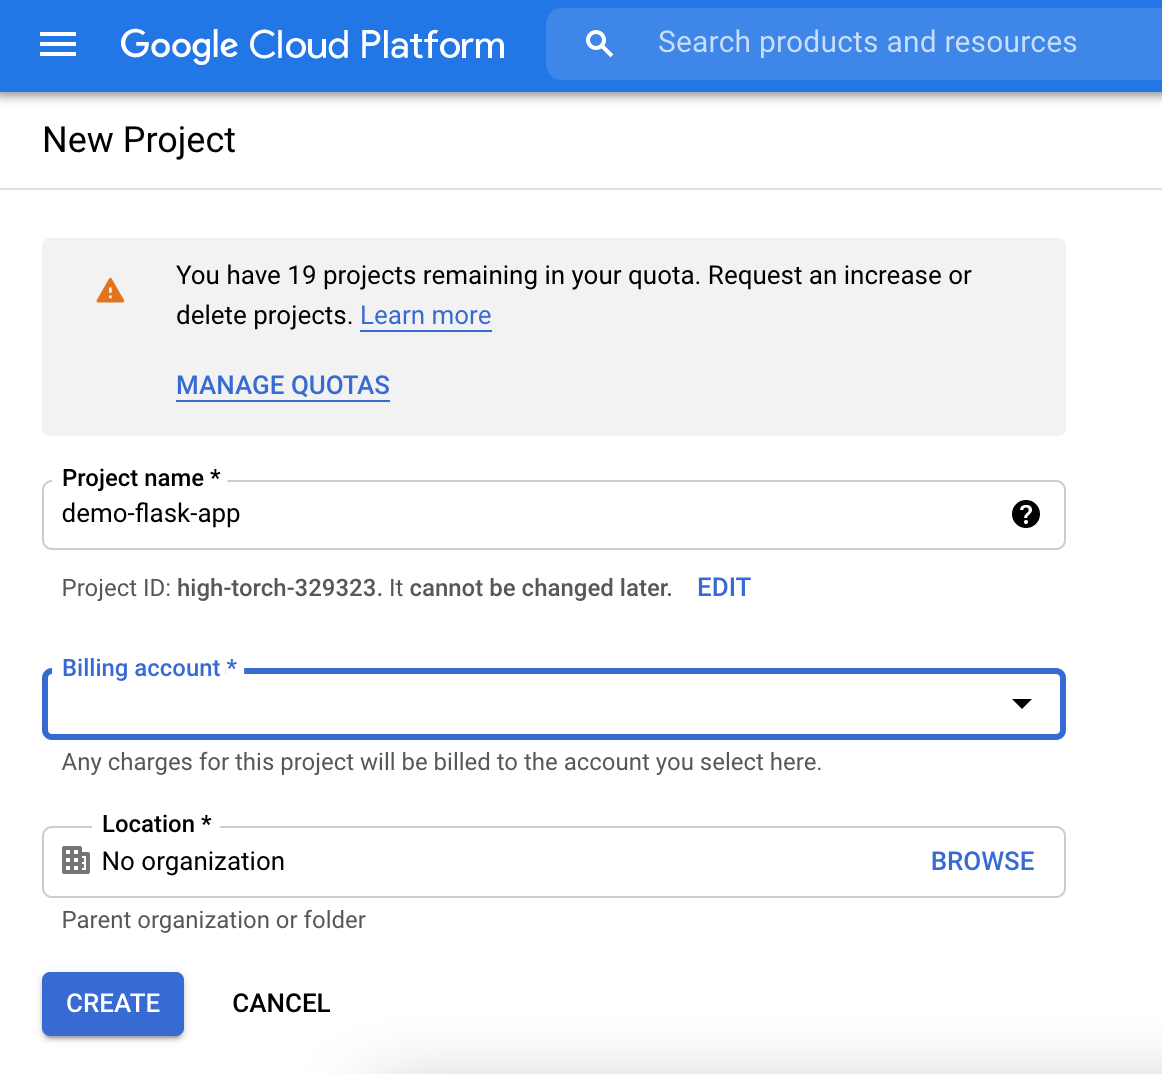 Google Cloud Platform
Search products and resources
New Project
You have 19 projects remaining in your quota. Request an increase or
delete projects. Learn more
MANAGE QUOTAS
Project name *
demo-flask-app
Project ID: high-torch-329323. It cannot be changed later. EDIT
Billing account *
Any charges for this project will be billed to the account you select here.
Location *
No organization
BROWSE
Parent organization or folder
CREATE
CANCEL